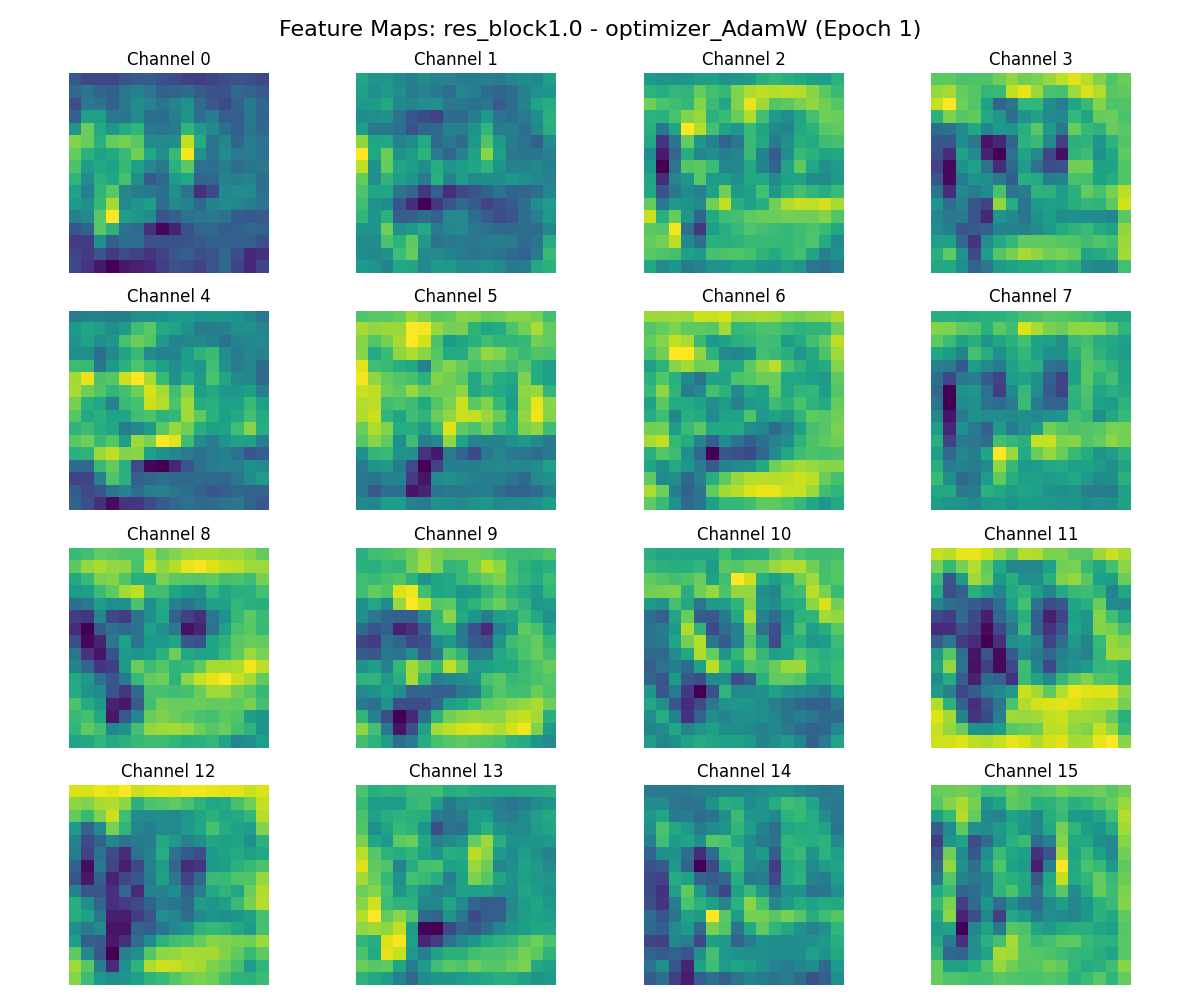 Feature Maps: res_block1.0 - optimizer_AdamW (Epoch 1)
Channel 0
Channel 1
Channel 2
Channel 3
Channel 4
Channel 5
Channel 6
Channel 7
Channel 8
Channel 9
Channel 10
Channel 11
Channel 12
Channel 13
Channel 14
Channel 15